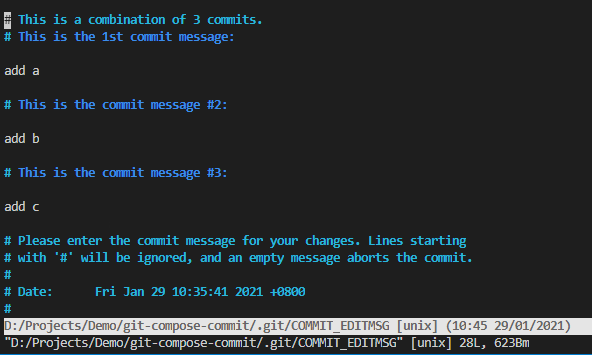 # This is a combination of 3 commits.
# This is the 1st commit message:
add a
# This is the commit message #2:
add b
# This is the commit message #3:
add c
# Please enter the commit message for your changes. Lines starting
# with '#' will be ignored, and an empty message aborts the commit.
#
# Date:      Fri Jan 29 10:35:41 2021 +0800
#
D:/Projects/Demo/git-compose-commit/.git/COMMIT_EDITMSG [unix] (10:45 29/01/2021)
"D:/Projects/Demo/git-compose-commit/.git/COMMIT_EDITMSG" [unix] 28L, 623Bm